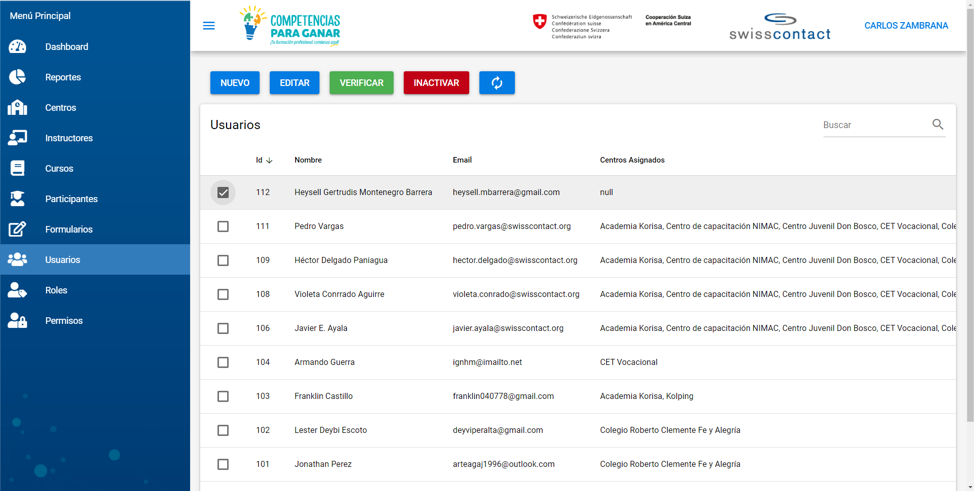 Menú Principal
Dashboard
Reportes
Centros
Instructores
Cursos
Participantes
Formularios
Usuarios
Roles
Permisos
COMPETENCIAS
PARA GANAR
Schweizerische Eidgenossenschaft
Confédération suisse
Confederazione Svizzera
Confederaziun svizra
Cooperación Suiza
en América Central
swisscontact
CARLOS ZAMBRANA
NUEVO EDITAR VERIFICAR INACTIVAR
Usuarios Buscar
Id Nombre Email Centros Asignados
112 Heysell Gertrudis Montenegro Barrera heysell.mbarrera@gmail.com null
111 Pedro Vargas pedro.vargas@swisscontact.org Academia Korisa, Centro de capacitación NIMAC, Centro Juvenil Don Bosco, CET Vocacional, Cole
109 Héctor Delgado Paniagua hector.delgado@swisscontact.org Academia Korisa, Centro de capacitación NIMAC, Centro Juvenil Don Bosco, CET Vocacional, Cole
108 Violeta Conrrado Aguirre violeta.conrado@swisscontact.org Academia Korisa, Centro de capacitación NIMAC, Centro Juvenil Don Bosco, CET Vocacional, Cole
106 Javier E. Ayala javier.ayala@swisscontact.org Academia Korisa, Centro de capacitación NIMAC, Centro Juvenil Don Bosco, CET Vocacional, Cole
104 Armando Guerra ignhm@imailto.net CET Vocacional
103 Franklin Castillo franklin040778@gmail.com Academia Korisa, Kolping
102 Lester Deybi Escoto deyviperalta@gmail.com Colegio Roberto Clemente Fe y Alegría
101 Jonathan Perez arteagaj1996@outlook.com Colegio Roberto Clemente Fe y Alegría